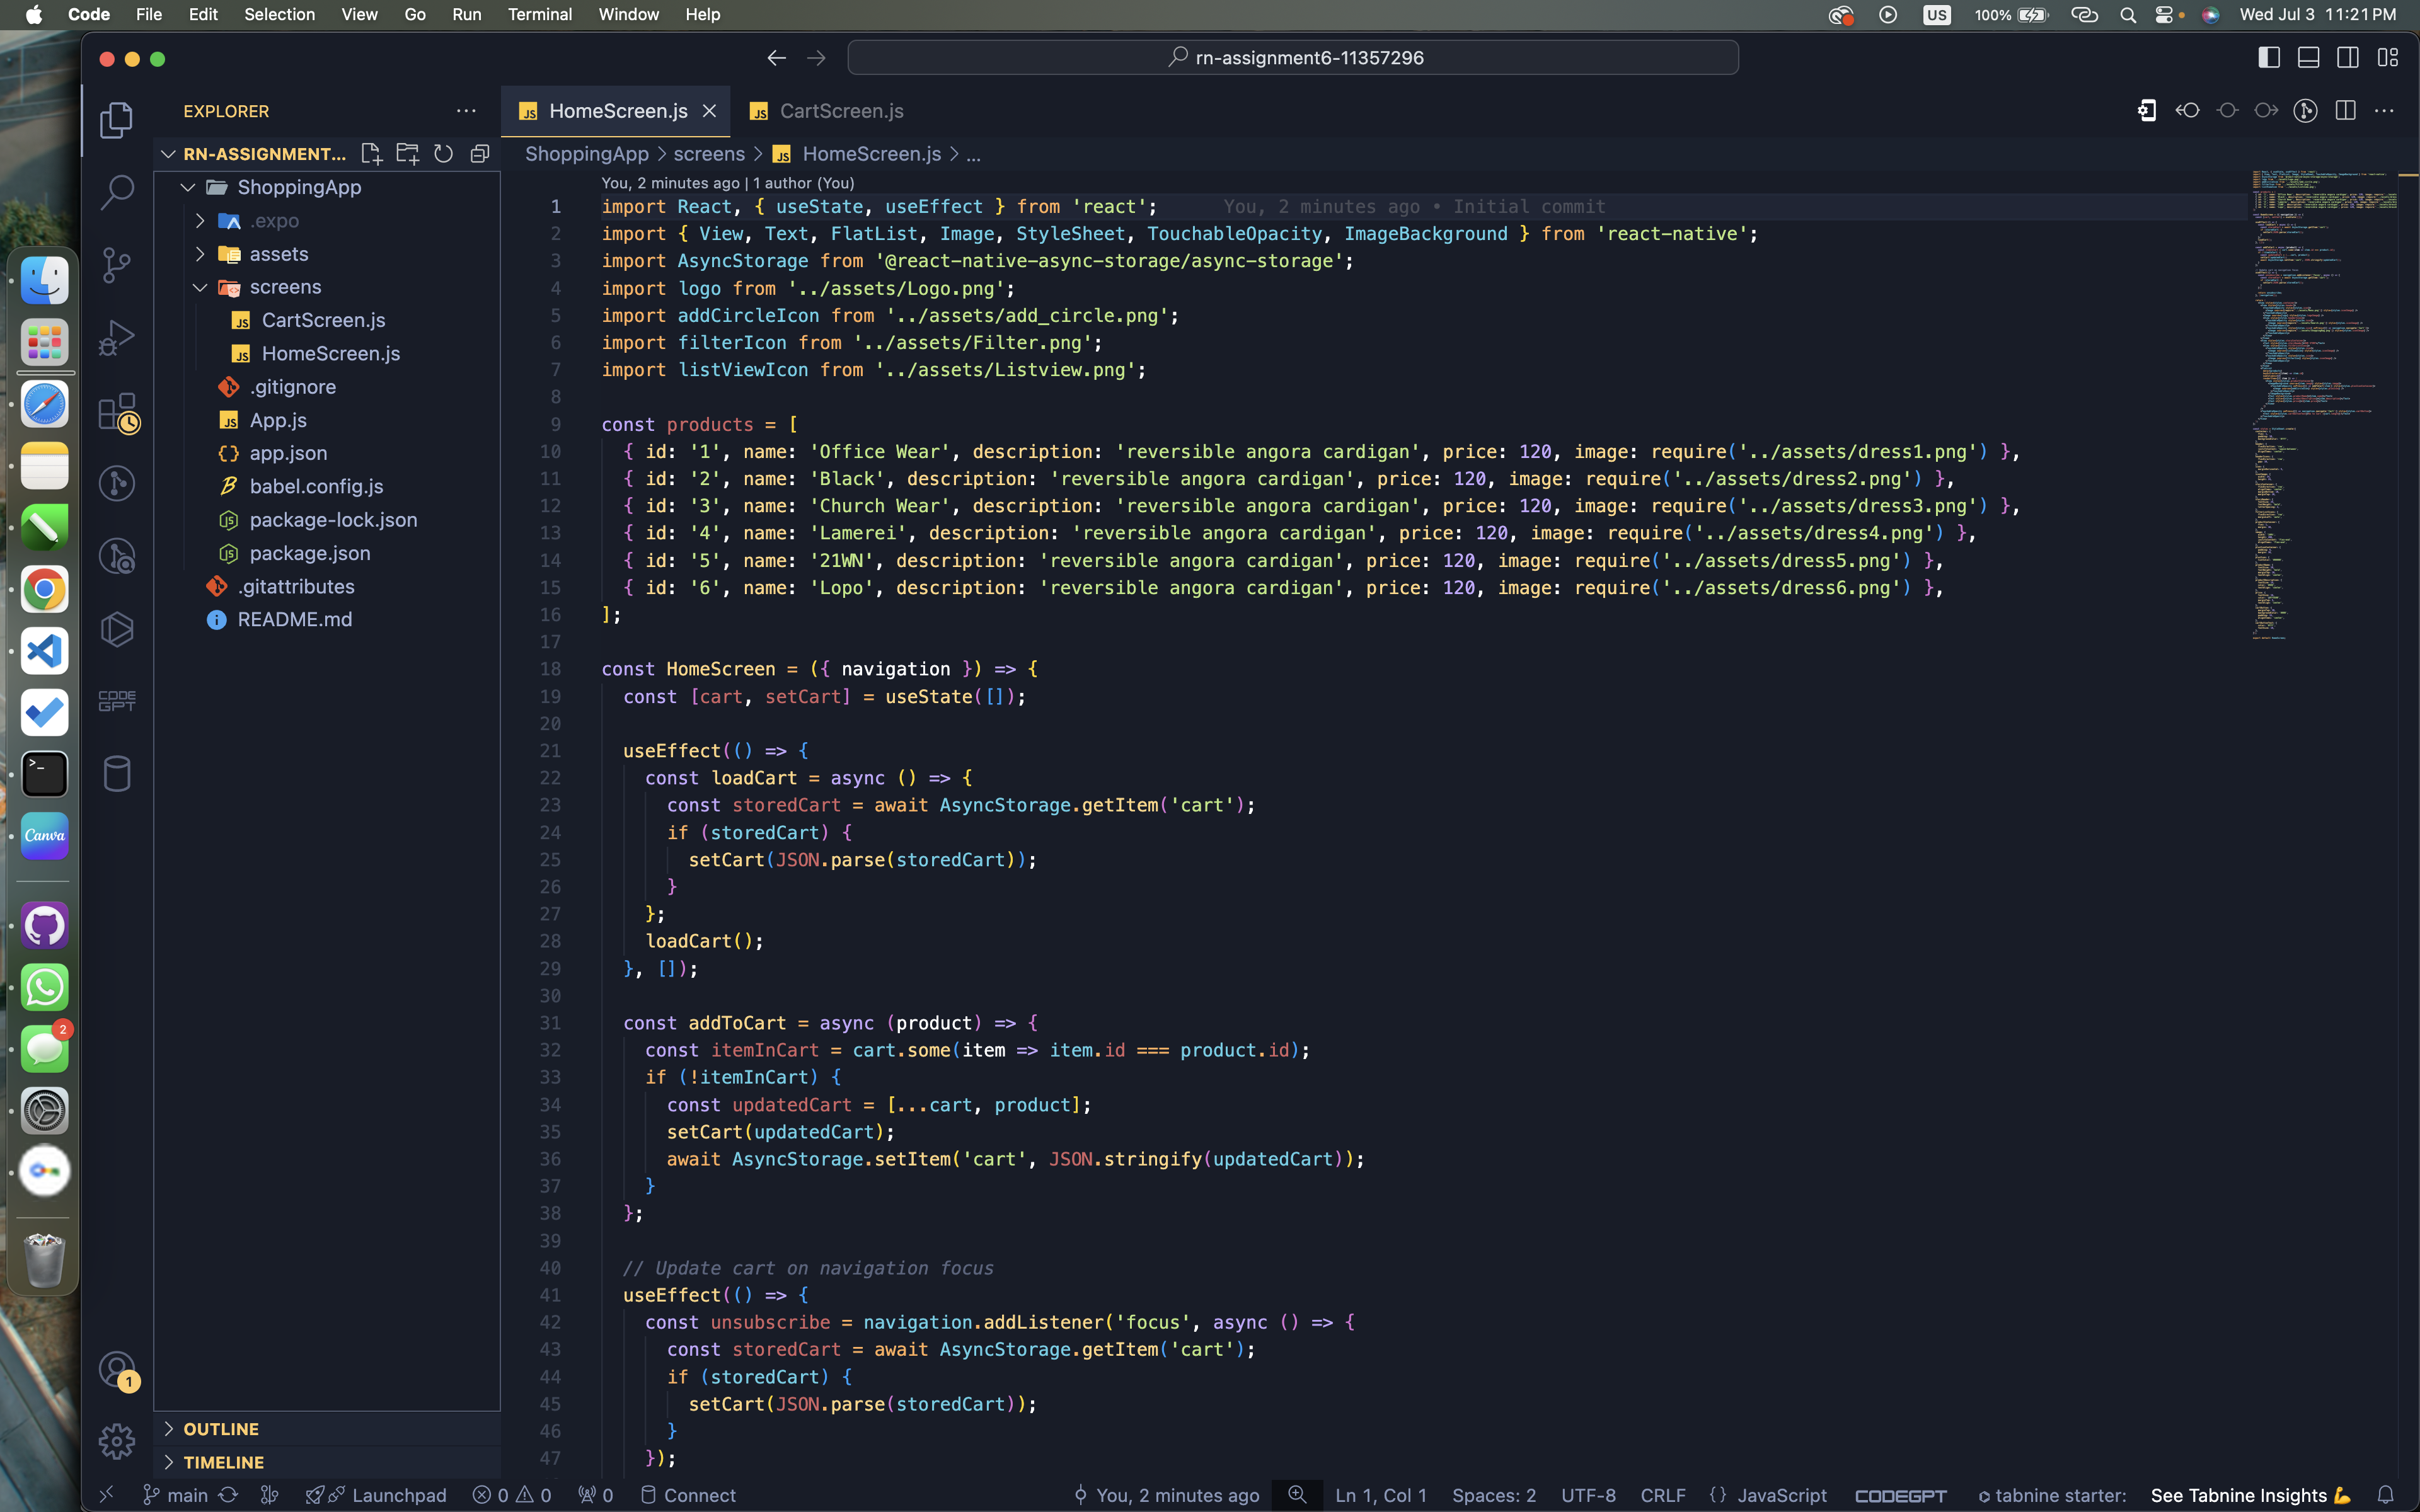 Code File Edit Selection View Go Run Terminal Window Help US 100% Wed Jul 3 11:21 PM
rn-assignment6-11357296
EXPLORER
HomeScreen.js
CartScreen.js
RN-ASSIGNMENT...
ShoppingApp
.expo
assets
screens
CartScreen.js
HomeScreen.js
.gitignore
App.js
app.json
babel.config.js
package-lock.json
package.json
.gitattributes
README.md
OUTLINE
TIMELINE
CODE
GPT
1
>_
Canva
2
ShoppingApp > screens > JS HomeScreen.js > ...
You, 2 minutes ago | 1 author (You)
1 import React, { useState, useEffect } from 'react'; You, 2 minutes ago • Initial commit
2 import { View, Text, FlatList, Image, StyleSheet, TouchableOpacity, ImageBackground } from 'react-native';
3 import AsyncStorage from '@react-native-async-storage/async-storage';
4 import logo from '../assets/Logo.png';
5 import addCircleIcon from '../assets/add_circle.png';
6 import filterIcon from '../assets/Filter.png';
7 import listViewIcon from '../assets/Listview.png';
8
9 const products = [
10 { id: '1', name: 'Office Wear', description: 'reversible angora cardigan', price: 120, image: require('../assets/dress1.png') },
11 { id: '2', name: 'Black', description: 'reversible angora cardigan', price: 120, image: require('../assets/dress2.png') },
12 { id: '3', name: 'Church Wear', description: 'reversible angora cardigan', price: 120, image: require('../assets/dress3.png') },
13 { id: '4', name: 'Lamerei', description: 'reversible angora cardigan', price: 120, image: require('../assets/dress4.png') },
14 { id: '5', name: '21WN', description: 'reversible angora cardigan', price: 120, image: require('../assets/dress5.png') },
15 { id: '6', name: 'Lopo', description: 'reversible angora cardigan', price: 120, image: require('../assets/dress6.png') },
16 ];
17
18 const HomeScreen = ({ navigation }) => {
19 const [cart, setCart] = useState([]);
20
21 useEffect(() => {
22 const loadCart = async () => {
23 const storedCart = await AsyncStorage.getItem('cart');
24 if (storedCart) {
25 setCart(JSON.parse(storedCart));
26 }
27 };
28 loadCart();
29 }, []);
30
31 const addToCart = async (product) => {
32 const itemInCart = cart.some(item => item.id === product.id);
33 if (!itemInCart) {
34 const updatedCart = [...cart, product];
35 setCart(updatedCart);
36 await AsyncStorage.setItem('cart', JSON.stringify(updatedCart));
37 }
38 };
39
40 // Update cart on navigation focus
41 useEffect(() => {
42 const unsubscribe = navigation.addListener('focus', async () => {
43 const storedCart = await AsyncStorage.getItem('cart');
44 if (storedCart) {
45 setCart(JSON.parse(storedCart));
46 }
47 });
main Launchpad 0 0 0 Connect You, 2 minutes ago Ln 1, Col 1 Spaces: 2 UTF-8 CRLF {} JavaScript CODEGPT tabnine starter: See Tabnine Insights